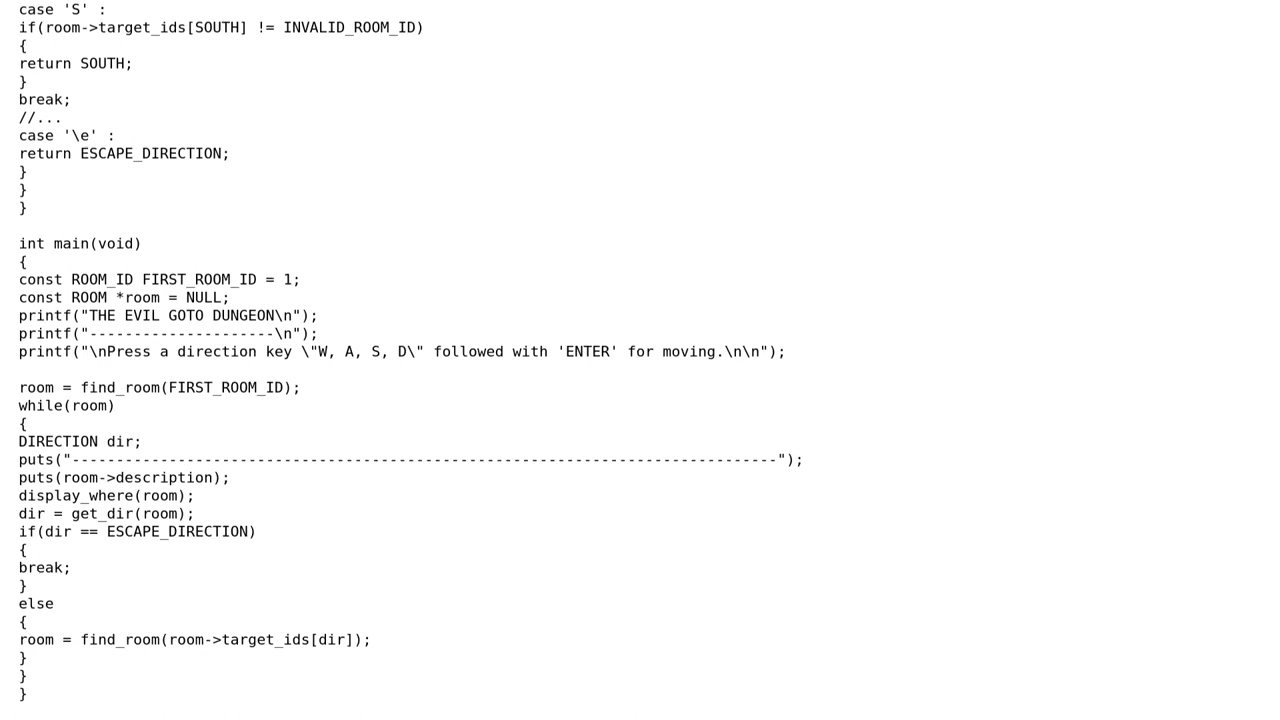 case 'S' :
if(room->target_ids[SOUTH] != INVALID_ROOM_ID)
{
return SOUTH;
}
break;
//...
case '\e' :
return ESCAPE_DIRECTION;
}
}
}

int main(void)
{
const ROOM_ID FIRST_ROOM_ID = 1;
const ROOM *room = NULL;
printf("THE EVIL GOTO DUNGEON\n");
printf("---------------------\n");
printf("\nPress a direction key \"W, A, S, D\" followed with 'ENTER' for moving.\n\n");

room = find_room(FIRST_ROOM_ID);
while(room)
{
DIRECTION dir;
puts("--------------------------------------------------------------------------------");
puts(room->description);
display_where(room);
dir = get_dir(room);
if(dir == ESCAPE_DIRECTION)
{
break;
}
else
{
room = find_room(room->target_ids[dir]);
}
}
}